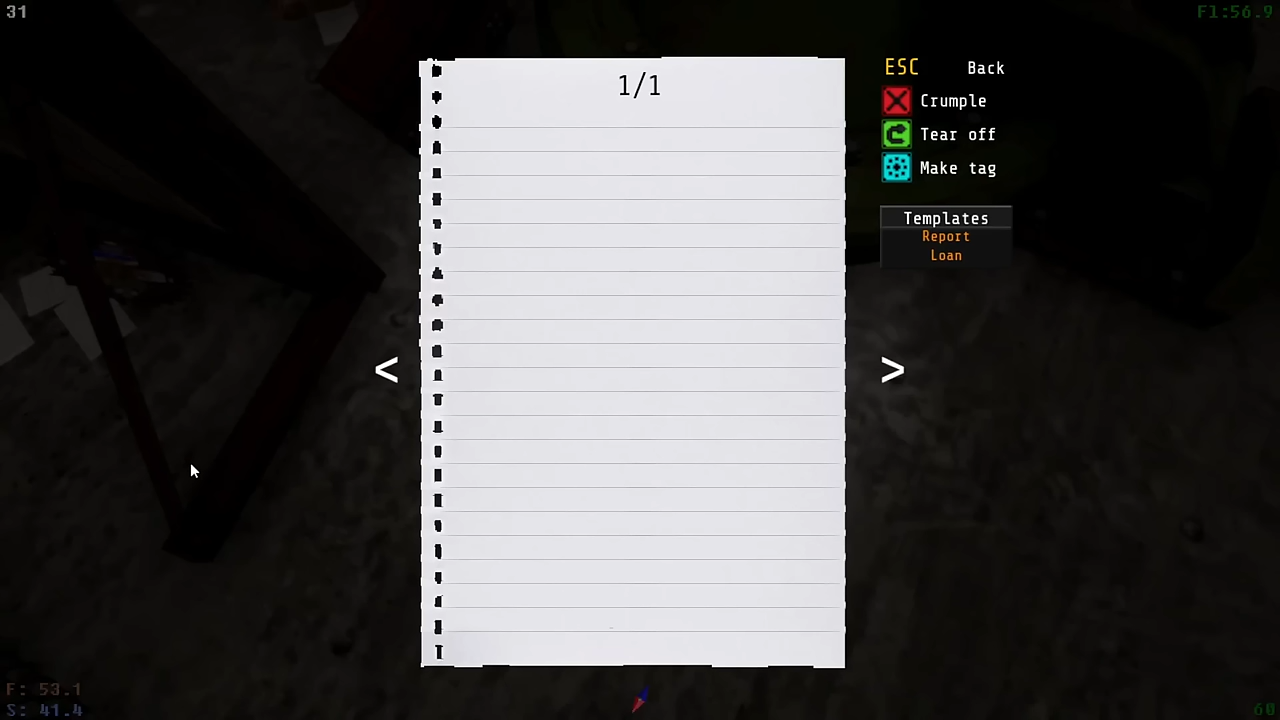 31
F1:56.9
1/1
ESC Back
Crumple
Tear off
Make tag
Templates
Report
Loan
<
>
F: 53.1
S: 41.4
60